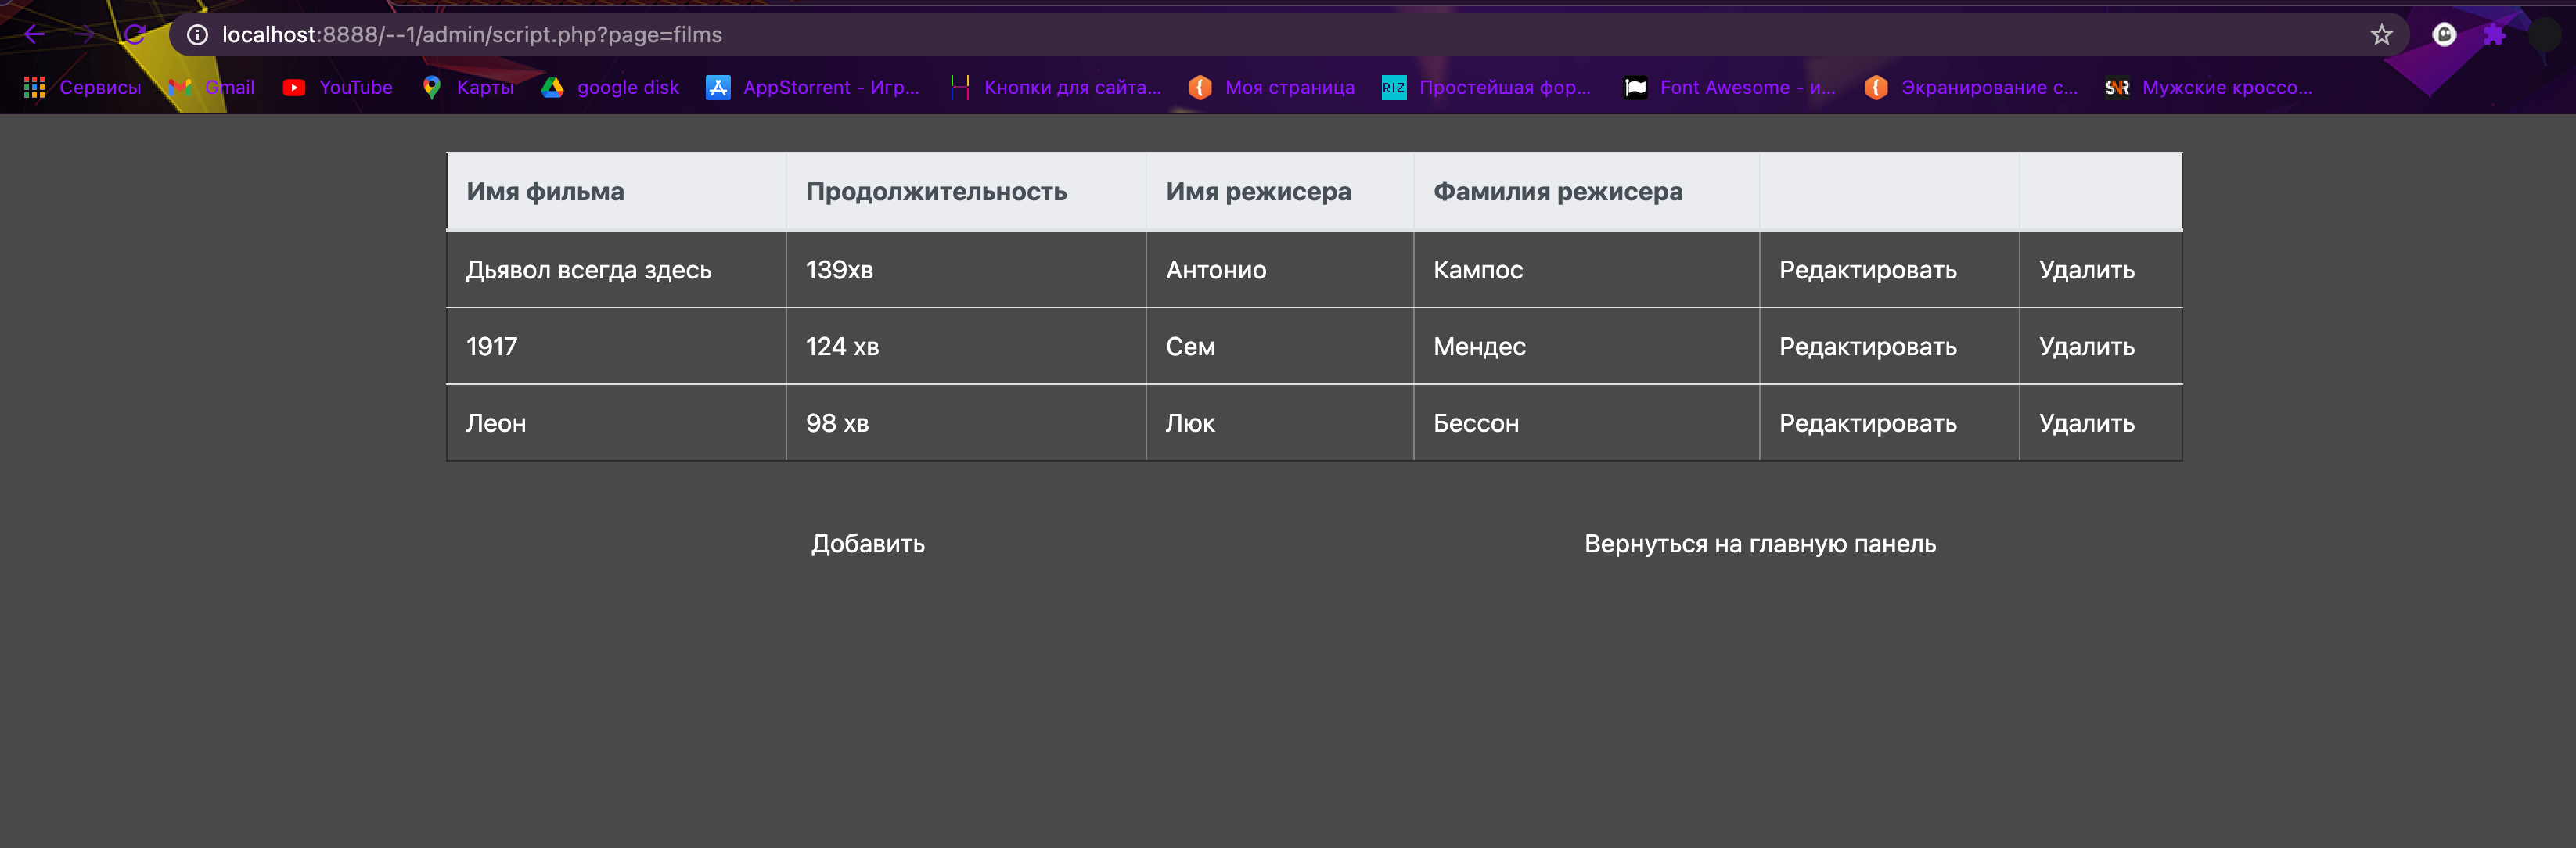 localhost:8888/--1/admin/script.php?page=films
Сервисы Gmail YouTube Карты google disk AppStorrent - Игр... Кнопки для сайта... Моя страница RIZ Простейшая фор... Font Awesome - и... Экранирование с... SNR Мужские кроссо...
Имя фильма Продолжительность Имя режисера Фамилия режисера
Дьявол всегда здесь 139хв Антонио Кампос Редактировать Удалить
1917 124 хв Сем Мендес Редактировать Удалить
Леон 98 хв Люк Бессон Редактировать Удалить
Добавить Вернуться на главную панель